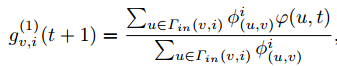 g_{v,i}^{(1)}(t+1) = \frac{\sum_{u \in \Gamma_{in}(v,i)} \phi_{(u,v)}^{i} \varphi(u,t)}{\sum_{u \in \Gamma_{in}(v,i)} \phi_{(u,v)}^{i}},